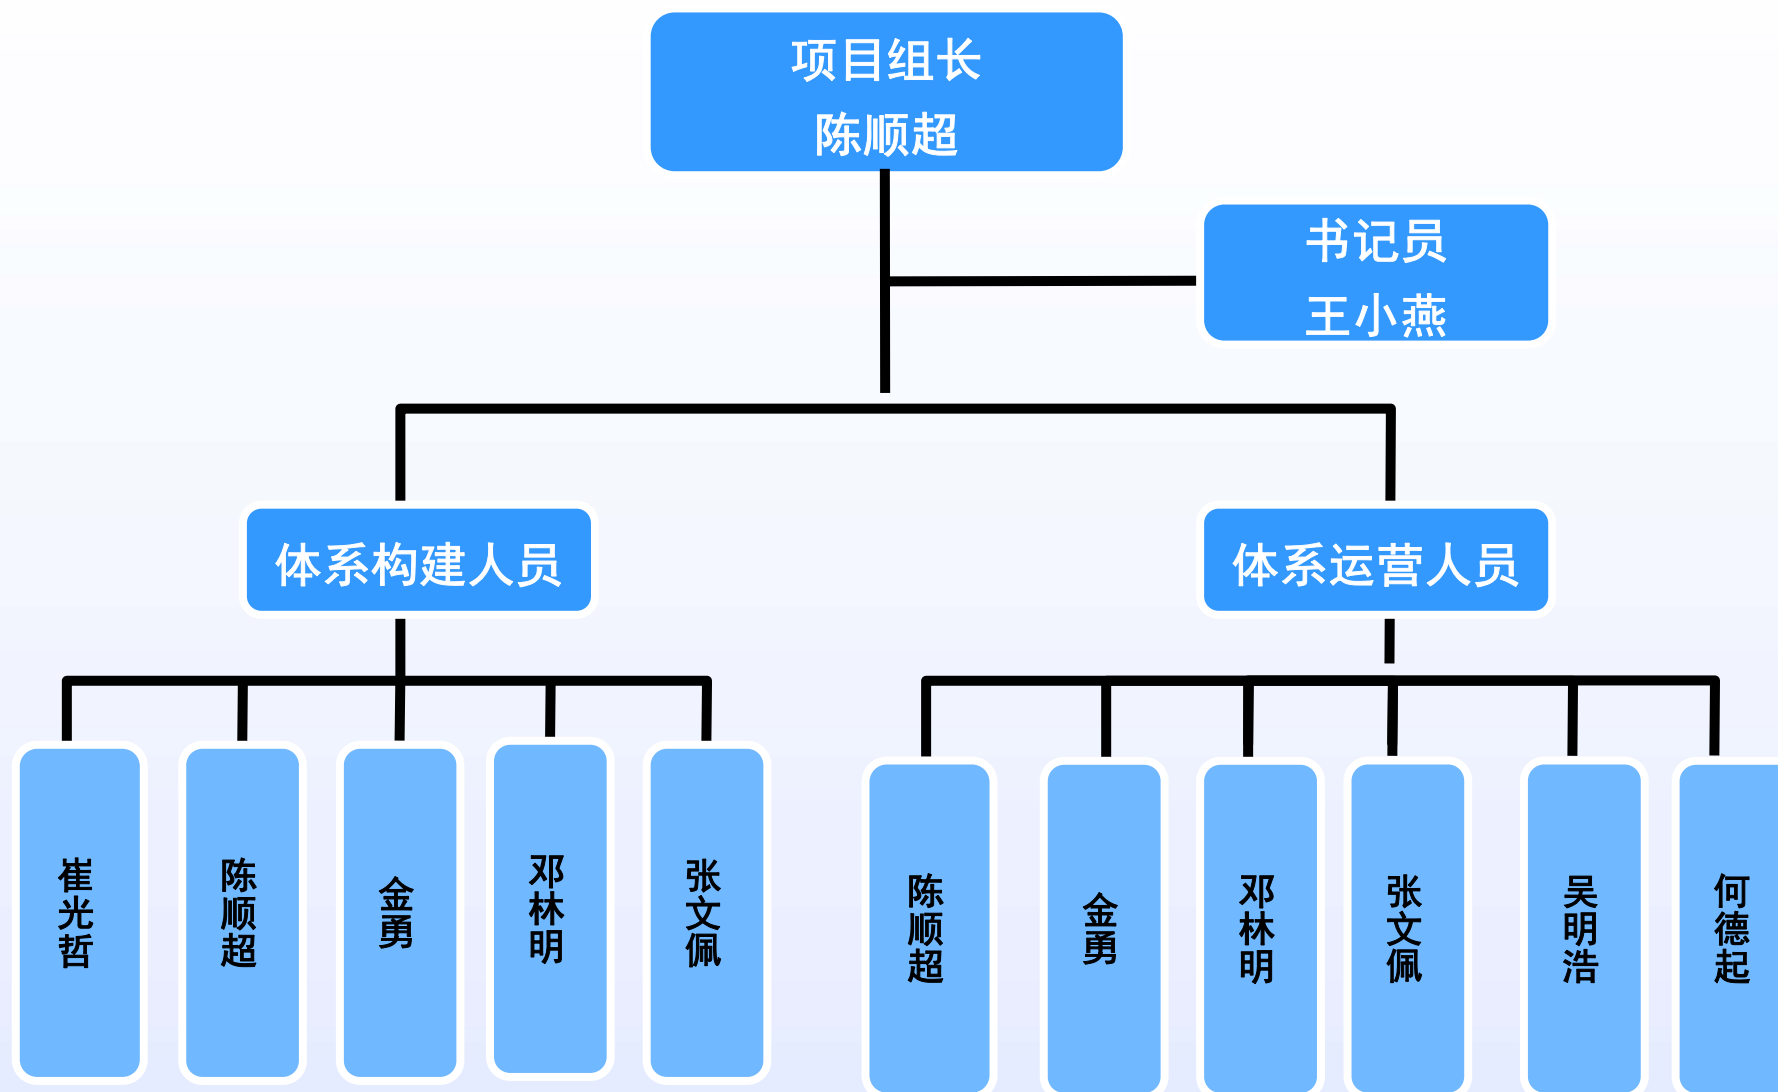 项目组长
陈顺超
书记员
王小燕
体系构建人员
体系运营人员
崔光哲
陈顺超
金勇
邓林明
张文佩
陈顺超
金勇
邓林明
张文佩
吴明浩
何德起